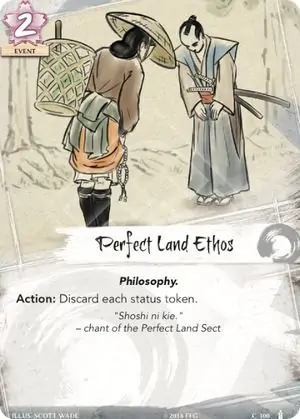 2
EVENT
Perfect Land Ethos
Philosophy.
Action: Discard each status token.
"Shoshi ni kie."
– chant of the Perfect Land Sect
ILLUS. SCOTT WADE
©2018 FFG
C 100